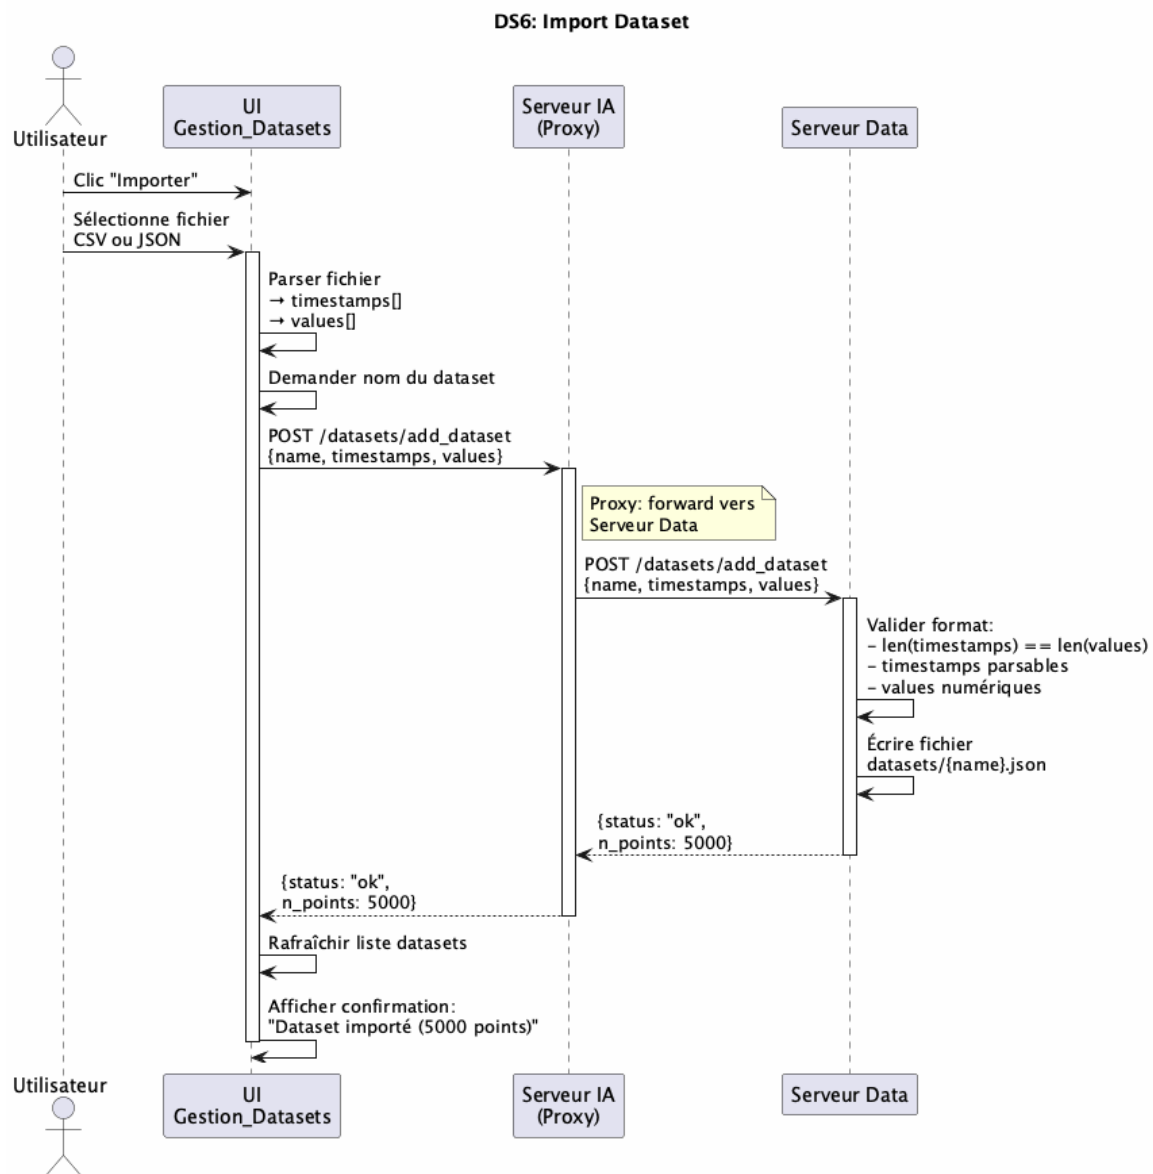 DS6: Import Dataset
Utilisateur
UI
Gestion_Datasets
Serveur IA
(Proxy)
Serveur Data
Clic "Importer"
Sélectionne fichier
CSV ou JSON
Parser fichier
→ timestamps[]
→ values[]
Demander nom du dataset
POST /datasets/add_dataset
{name, timestamps, values}
Proxy: forward vers
Serveur Data
POST /datasets/add_dataset
{name, timestamps, values}
Valider format:
- len(timestamps) == len(values)
- timestamps parsables
- values numériques
Écrire fichier
datasets/{name}.json
{status: "ok",
n_points: 5000}
{status: "ok",
n_points: 5000}
Rafraîchir liste datasets
Afficher confirmation:
"Dataset importé (5000 points)"
Utilisateur
UI
Gestion_Datasets
Serveur IA
(Proxy)
Serveur Data